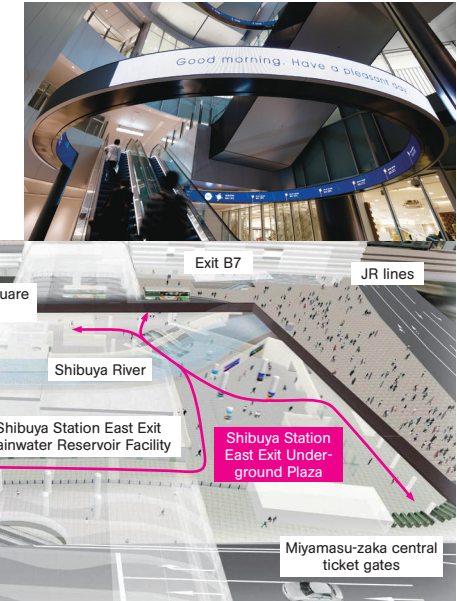 Good morning. Have a pleasant day.
Exit B7
JR lines
uare
Shibuya River
Shibuya Station East Exit
ainwater Reservoir Facility
Shibuya Station
East Exit Under-
ground Plaza
Miyamasu-zaka central
ticket gates